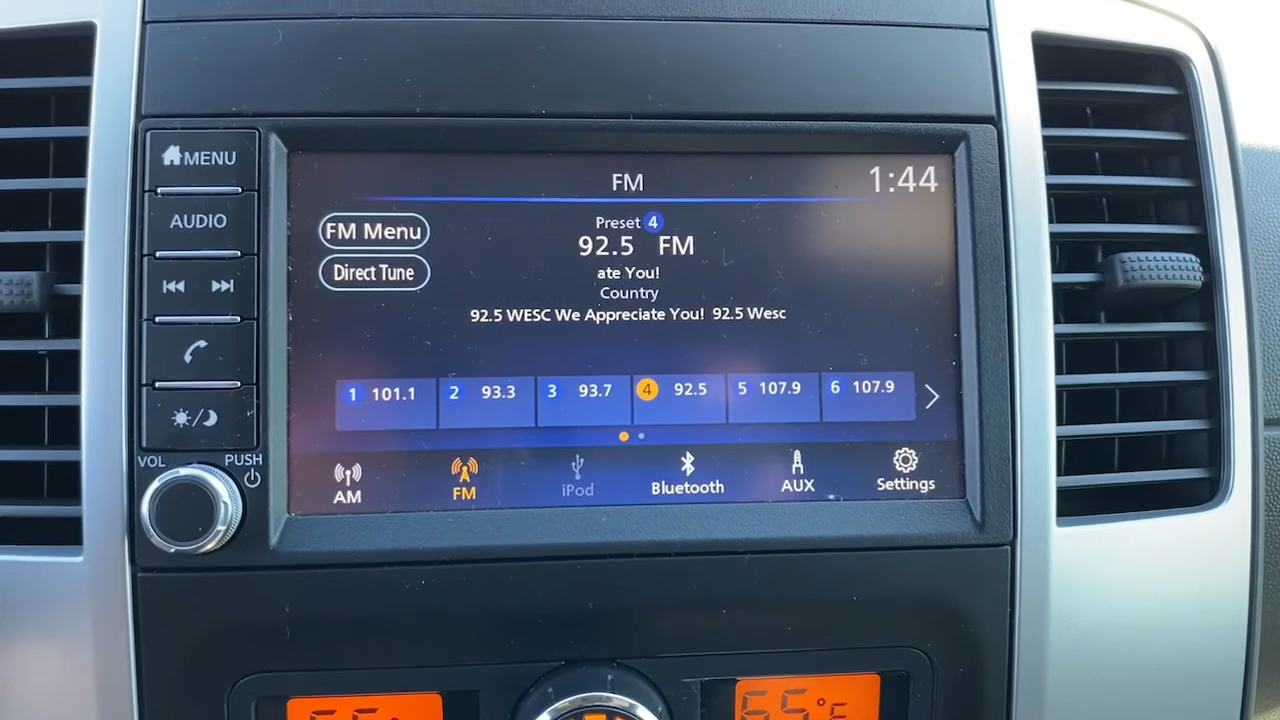 MENU
AUDIO
VOL
PUSH
FM
1:44
FM Menu
Direct Tune
Preset 4
92.5 FM
ate You!
Country
92.5 WESC We Appreciate You! 92.5 Wesc
1 101.1
2 93.3
3 93.7
4 92.5
5 107.9
6 107.9
AM
FM
iPod
Bluetooth
AUX
Settings
65°F